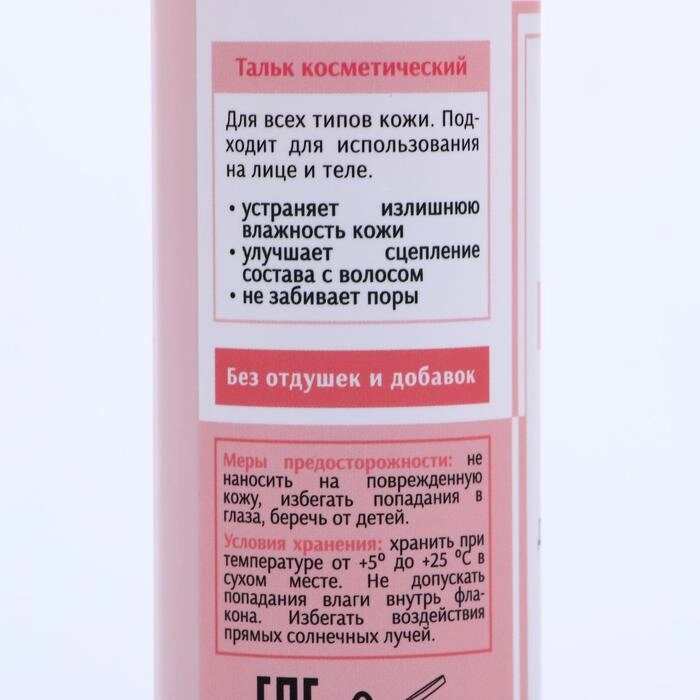 Тальк косметический
Для всех типов кожи. Под-
ходит для использования
на лице и теле.
• устраняет излишнюю
влажность кожи
• улучшает сцепление
состава с волосом
• не забивает поры
Без отдушек и добавок
Меры предосторожности: не
наносить на поврежденную
кожу, избегать попадания в
глаза, беречь от детей.
Условия хранения: хранить при
температуре от +5º до +25 ºС в
сухом месте. Не допускать
попадания влаги внутрь фла-
кона. Избегать воздействия
прямых солнечных лучей.